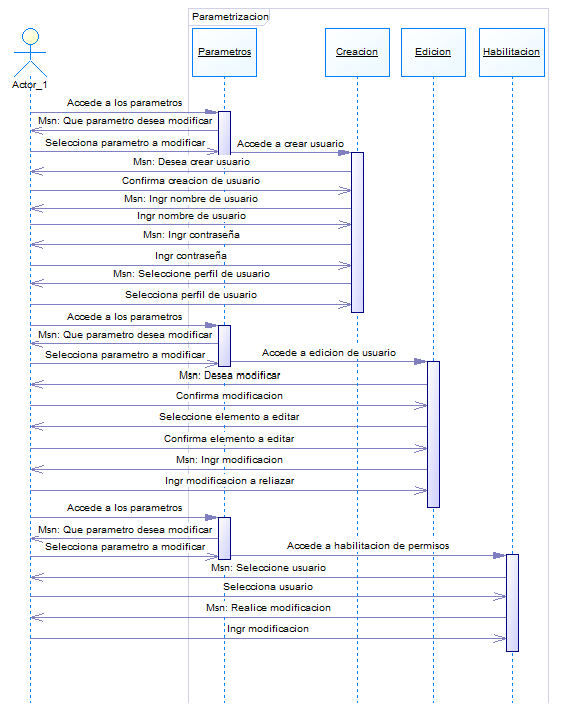 Parametrizacion
Parametros
Creacion
Edicion
Habilitacion
Actor_1
Accede a los parametros
Msn: Que parametro desea modificar
Selecciona parametro a modificar
Accede a crear usuario
Msn: Desea crear usuario
Confirma creacion de usuario
Msn: Ingr nombre de usuario
Ingr nombre de usuario
Msn: Ingr contraseña
Ingr contraseña
Msn: Seleccione perfil de usuario
Selecciona perfil de usuario
Accede a los parametros
Msn: Que parametro desea modificar
Selecciona parametro a modificar
Accede a edicion de usuario
Msn: Desea modificar
Confirma modificacion
Seleccione elemento a editar
Confirma elemento a editar
Msn: Ingr modificacion
Ingr modificacion a reliazar
Accede a los parametros
Msn: Que parametro desea modificar
Selecciona parametro a modificar
Accede a habilitacion de permisos
Msn: Seleccione usuario
Selecciona usuario
Msn: Realice modificacion
Ingr modificacion